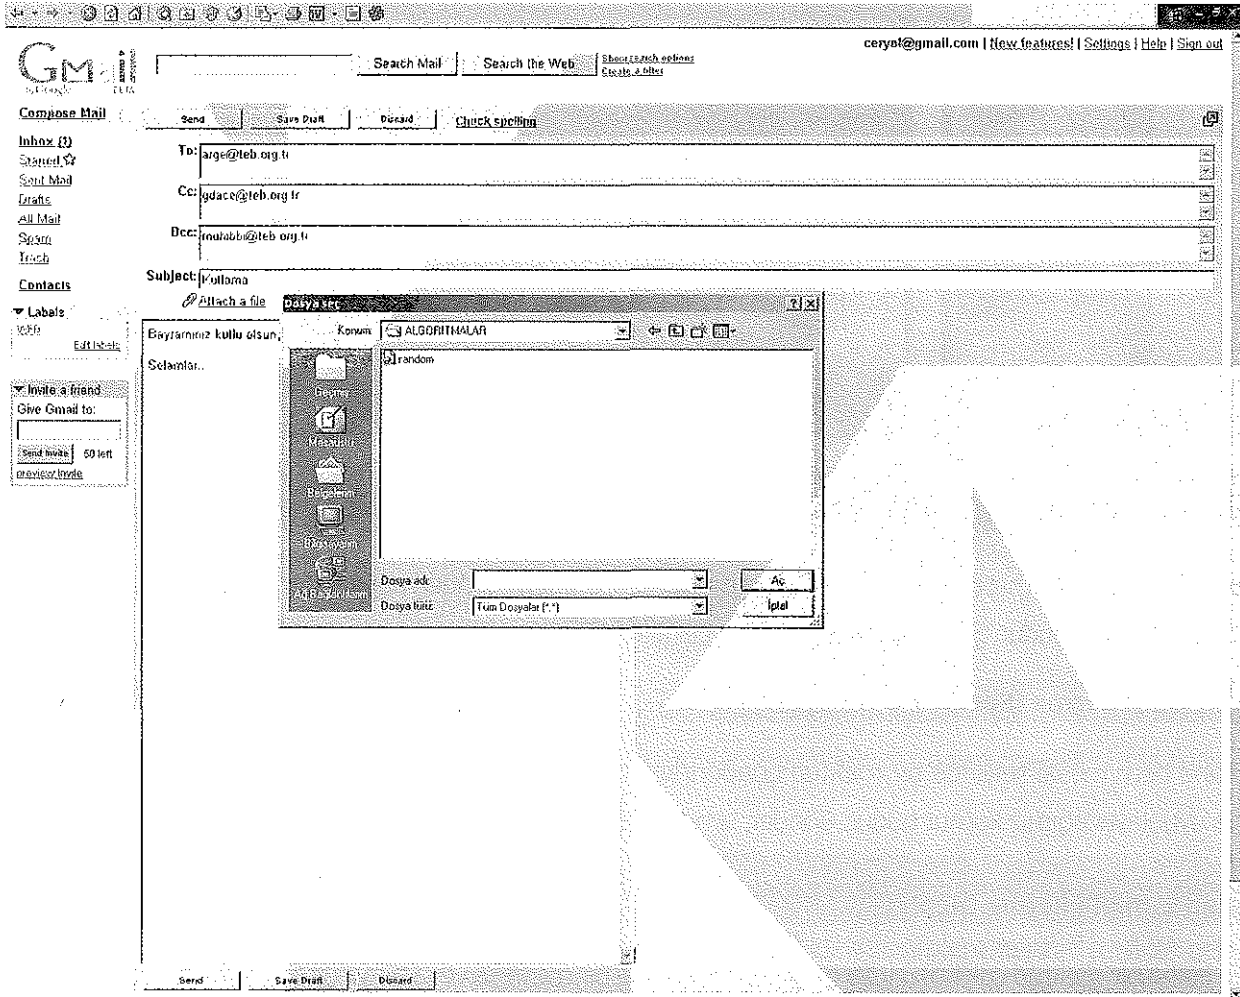 GMail
by Google BETA
Search Mail
Search the Web
Show search options
Create a filter
ceryol@gmail.com | New features! | Settings | Help | Sign out
Compose Mail
Inbox (1)
Starred
Sent Mail
Drafts
All Mail
Spam
Trash
Contacts
Labels
Edit labels
Invite a friend
Give Gmail to:
Send Invite 50 left
preview invite
Send Save Draft Discard Check spelling
To: arge@teb.org.tr
Cc: gdace@teb.org.tr
Bcc: @teb.org.tr
Subject: Kutlama
Attach a file
Bayramınız kutlu olsun,
Selamlar..
Dosya seç
Konum: ALGORITMALAR
random
Geçmiş
Masaüstü
Belgelerim
Bilgisayarım
Ağ Bağlantılarım
Dosya adı:
Aç
Dosya türü: Tüm Dosyalar (*.*)
İptal
Send Save Draft Discard